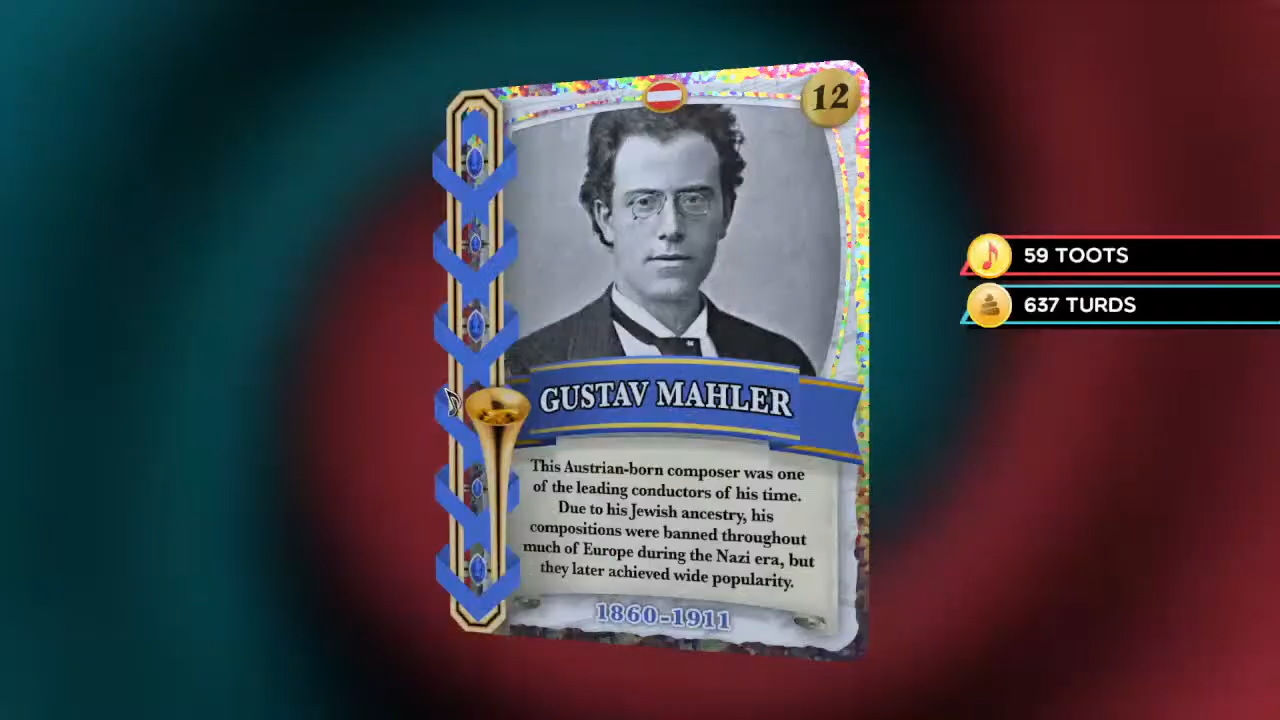 12
GUSTAV MAHLER
This Austrian-born composer was one
of the leading conductors of his time.
Due to his Jewish ancestry, his
compositions were banned throughout
much of Europe during the Nazi era, but
they later achieved wide popularity.
1860-1911
59 TOOTS
637 TURDS